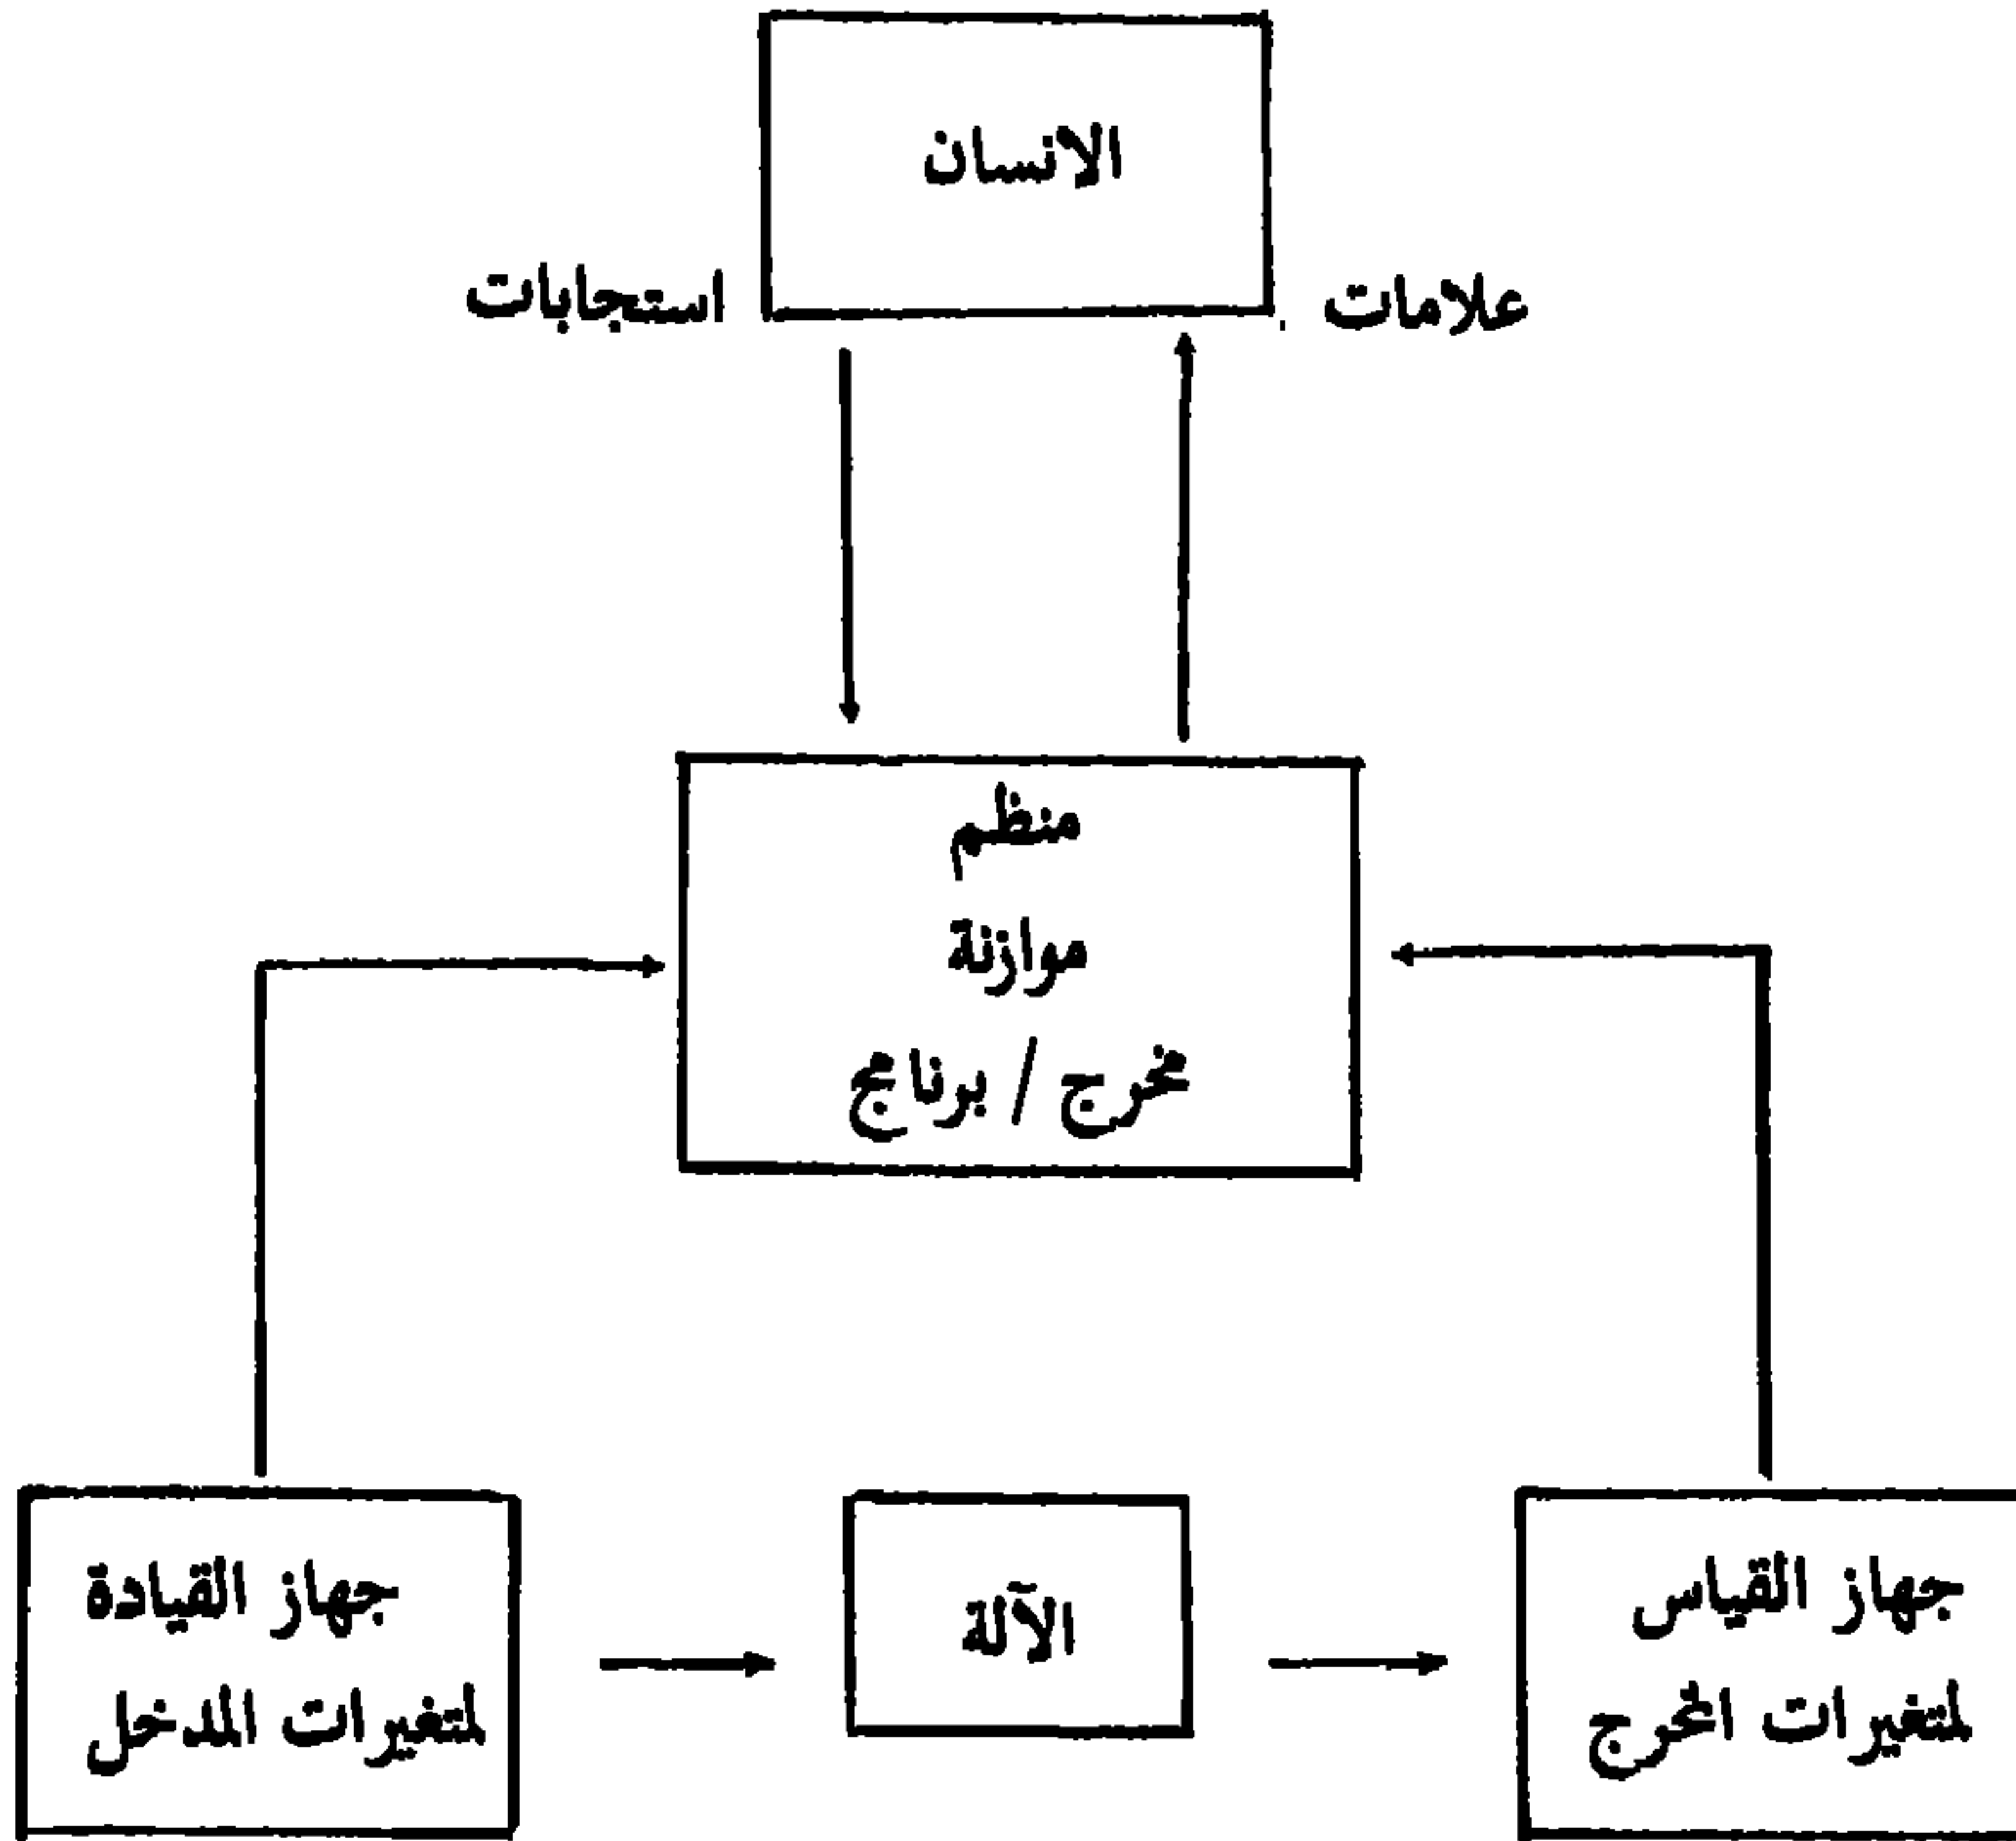 الانسان
علامات
استجابات
منظم
موازنة
مخرج / برنامج
جهاز القياس
لمتغيرات المخرج
الآلة
جهاز القيادة
لمتغيرات المدخل